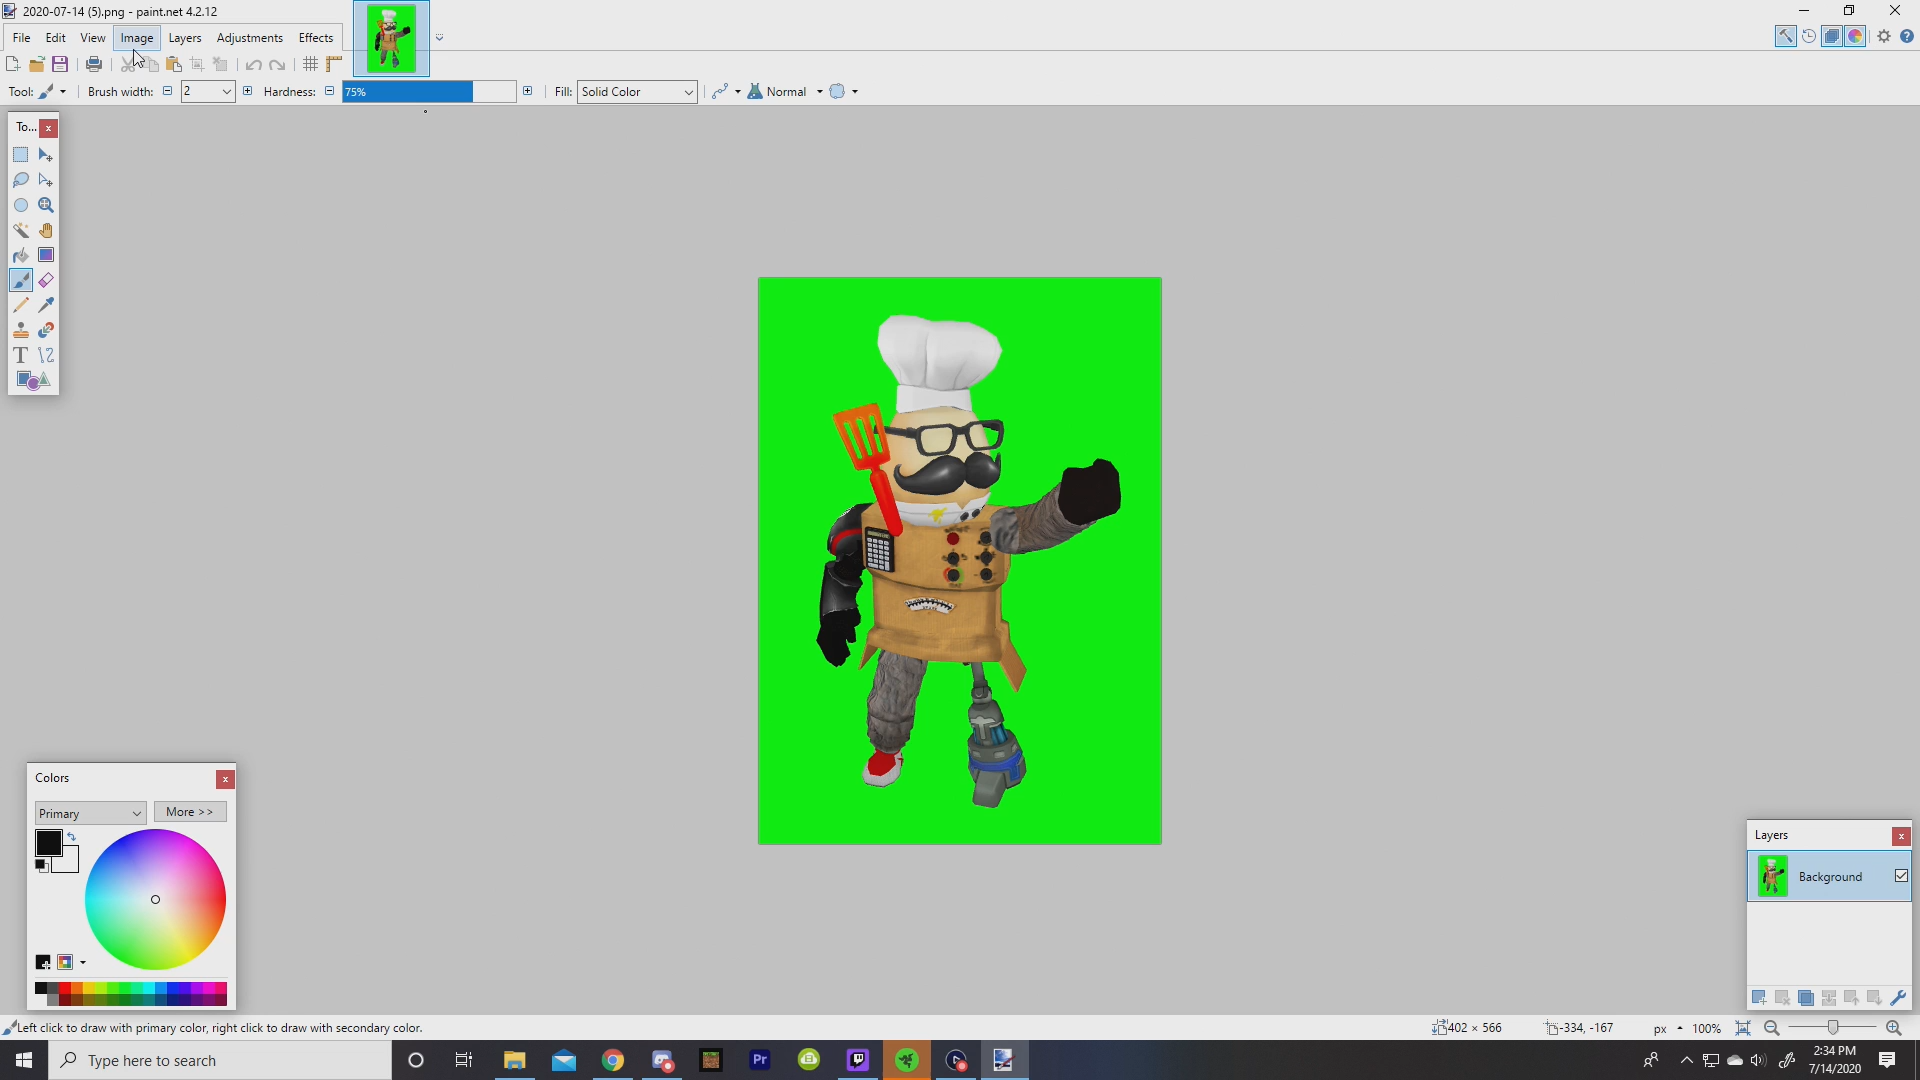 2020-07-14 (5).png - paint.net 4.2.12
File Edit View Image Layers Adjustments Effects
Tool: Brush width: 2 Hardness: 75% Fill: Solid Color Normal
To...
Colors
Primary More >>
Layers
Background
Left click to draw with primary color, right click to draw with secondary color.
402 × 566 -334, -167 px 100%
Type here to search
Pr
2:34 PM
7/14/2020